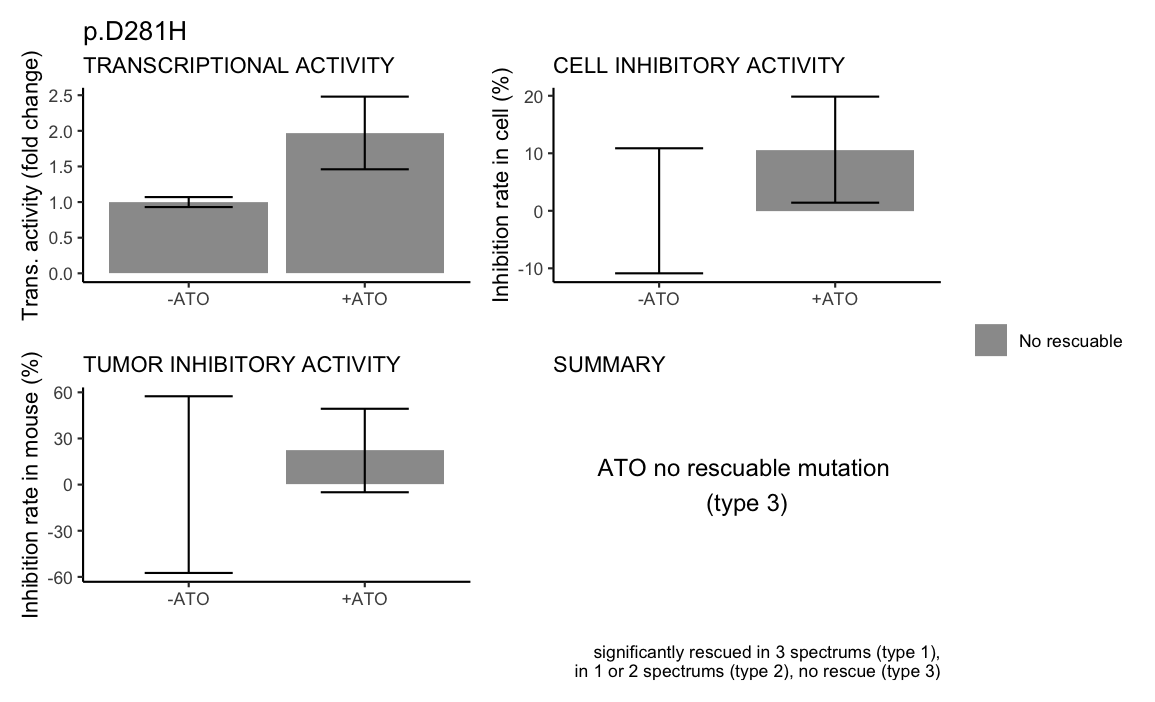 p.D281H
TRANSCRIPTIONAL ACTIVITY
Trans. activity (fold change)
2.5
2.0
1.5
1.0
0.5
0.0
-ATO
+ATO
CELL INHIBITORY ACTIVITY
Inhibition rate in cell (%)
20
10
0
-10
-ATO
+ATO
No rescuable
TUMOR INHIBITORY ACTIVITY
Inhibition rate in mouse (%)
60
30
0
-30
-60
-ATO
+ATO
SUMMARY
ATO no rescuable mutation
(type 3)
significantly rescued in 3 spectrums (type 1),
in 1 or 2 spectrums (type 2), no rescue (type 3)